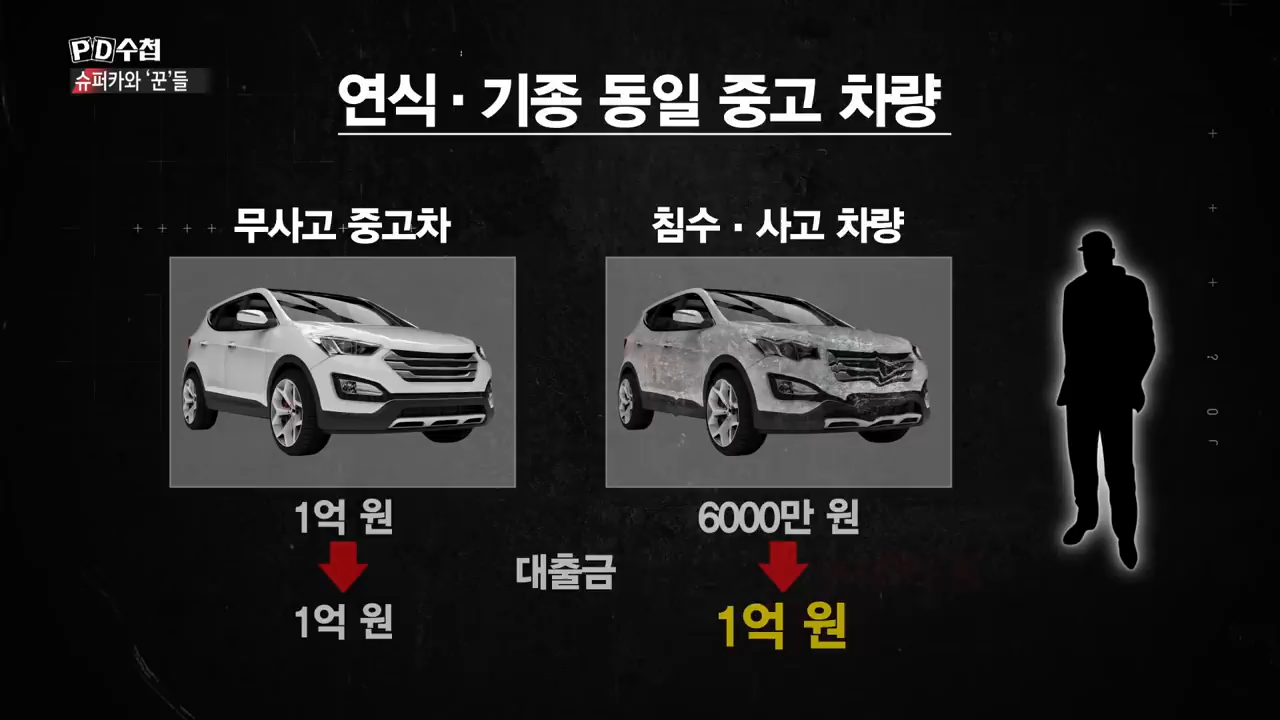 PD수첩
슈퍼카와 '꾼'들
연식·기종 동일 중고 차량
무사고 중고차
침수·사고 차량
1억 원
6000만 원
대출금
1억 원
1억 원